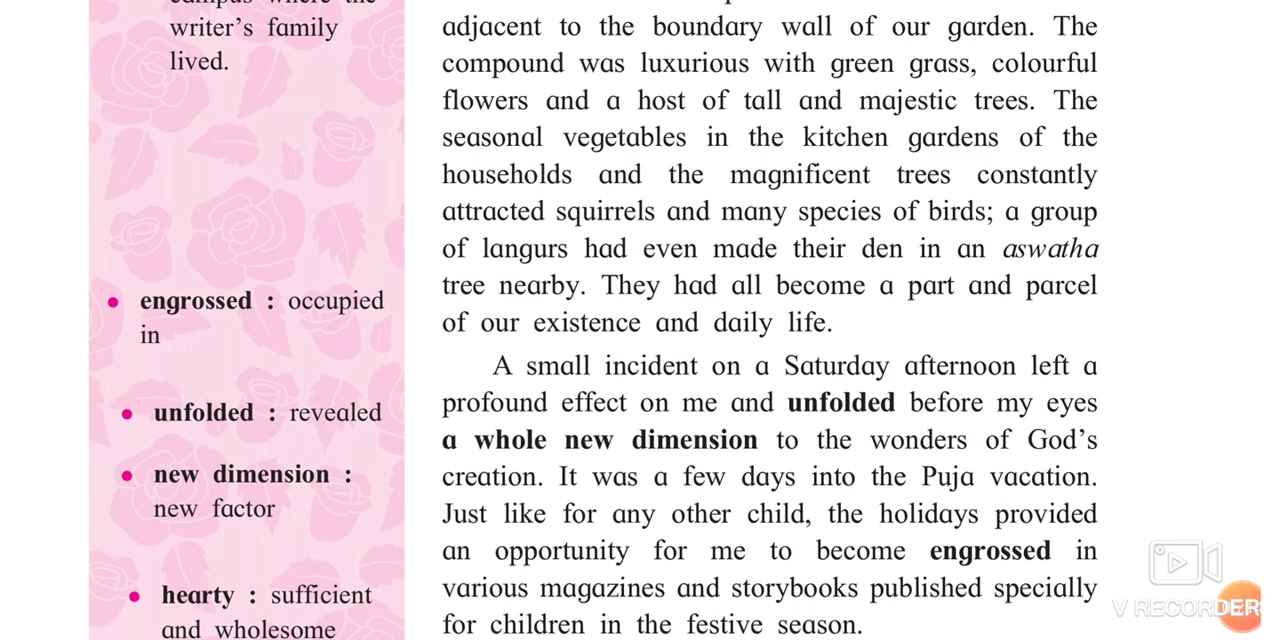 writer's family
lived.
engrossed : occupied
in
unfolded : revealed
new dimension :
new factor
hearty : sufficient
and wholesome
adjacent to the boundary wall of our garden. The
compound was luxurious with green grass, colourful
flowers and a host of tall and majestic trees. The
seasonal vegetables in the kitchen gardens of the
households and the magnificent trees constantly
attracted squirrels and many species of birds; a group
of langurs had even made their den in an aswatha
tree nearby. They had all become a part and parcel
of our existence and daily life.
A small incident on a Saturday afternoon left a
profound effect on me and unfolded before my eyes
a whole new dimension to the wonders of God's
creation. It was a few days into the Puja vacation.
Just like for any other child, the holidays provided
an opportunity for me to become engrossed in
various magazines and storybooks published specially
for children in the festive season.
V RECORDER